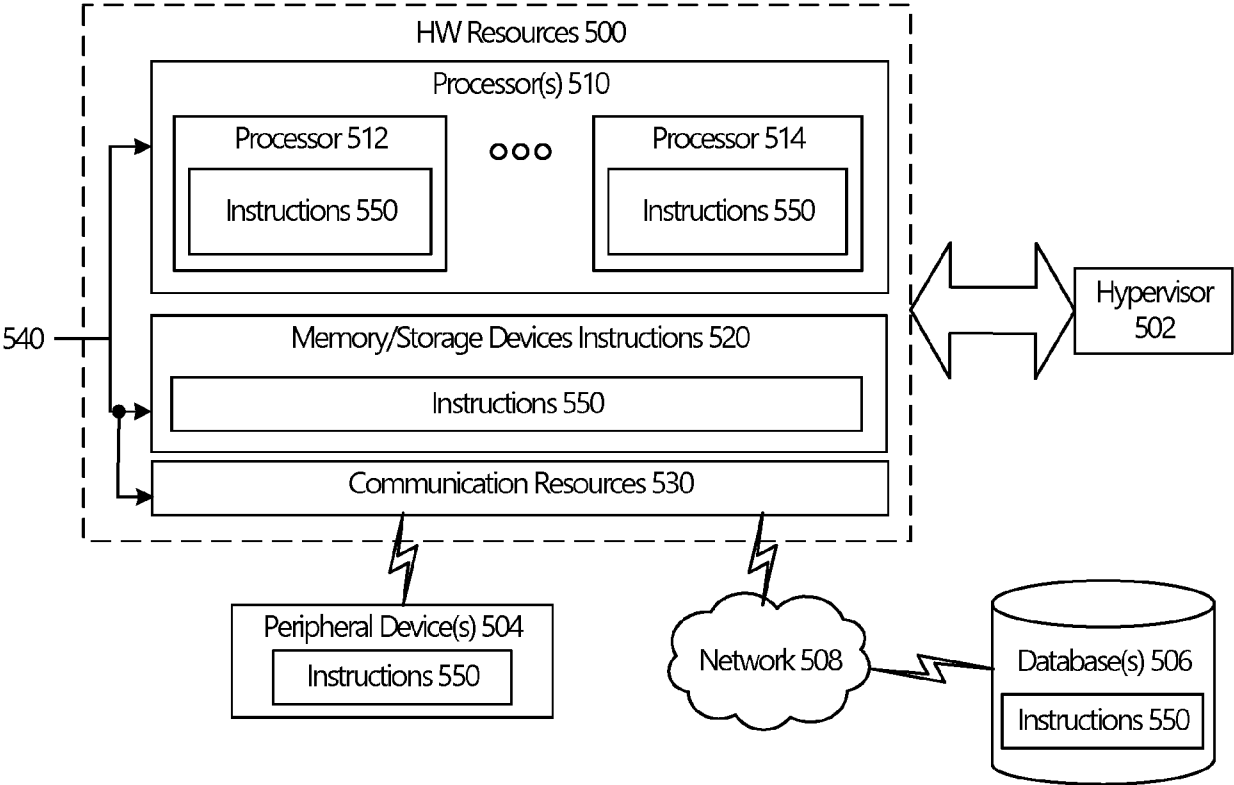 HW Resources 500
Processor(s) 510
Processor 512
Processor 514
Instructions 550
Instructions 550
Hypervisor
502
540
Memory/Storage Devices Instructions 520
Instructions 550
Communication Resources 530
Peripheral Device(s) 504
Instructions 550
Network 508
Database(s) 506
Instructions 550